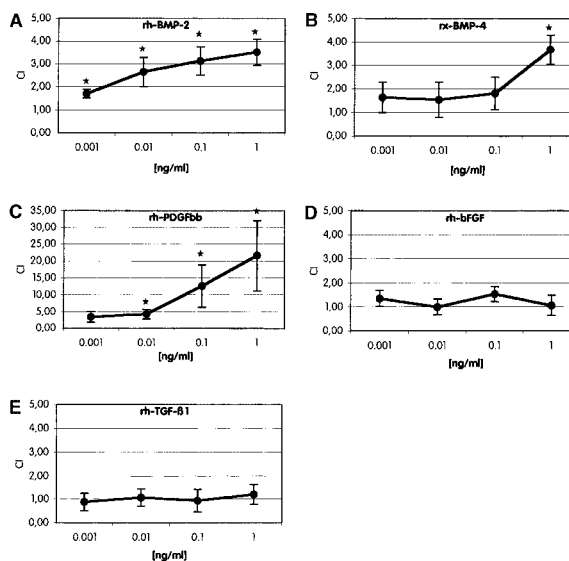 A
rh-BMP-2
5,00
4,00
3,00
2,00
1,00
0,00
CI
0.001 0.01 0.1 1
[ng/ml]
B
rx-BMP-4
5,00
4,00
3,00
2,00
1,00
0,00
CI
0.001 0.01 0.1 1
[ng/ml]
C
rh-PDGFbb
35,00
30,00
25,00
20,00
15,00
10,00
5,00
0,00
CI
0.001 0.01 0.1 1
[ng/ml]
D
rh-bFGF
5,00
4,00
3,00
2,00
1,00
0,00
CI
0.001 0.01 0.1 1
[ng/ml]
E
rh-TGF-ß1
5,00
4,00
3,00
2,00
1,00
0,00
CI
0.001 0.01 0.1 1
[ng/ml]